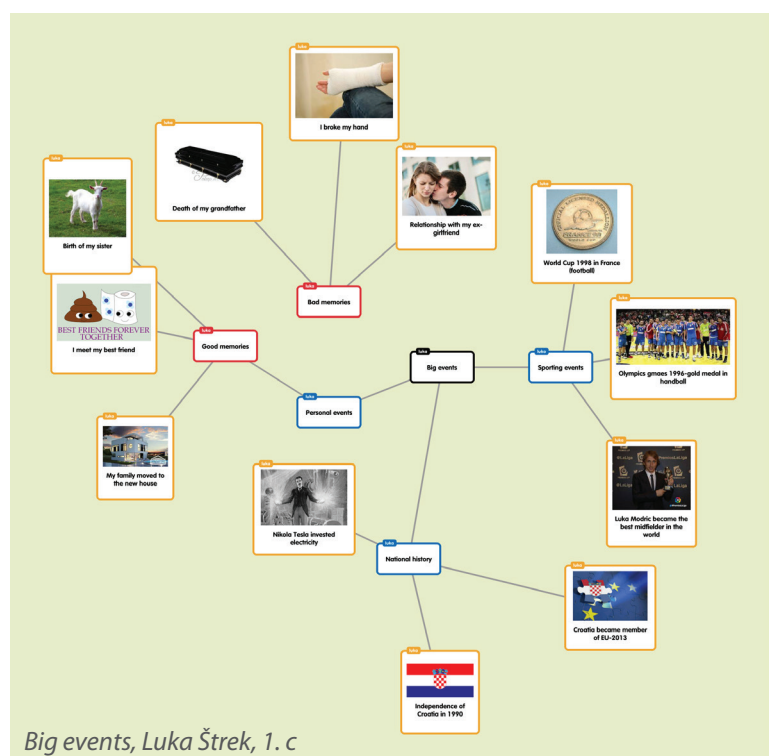 luka
I broke my hand
luka
Death of my grandfather
luka
Relationship with my ex-
girlfriend
luka
Birth of my sister
luka
World Cup 1998 in France
(football)
luka
BEST FRIENDS FOREVER
TOGETHER
I meet my best friend
luka
Bad memories
luka
Good memories
luka
Big events
luka
Sporting events
luka
Olympics gmaes 1996-gold medal in
handball
luka
Personal events
luka
My family moved to
the new house
luka
Nikola Tesla invested
electricity
luka
Luka Modric became the
best midfielder in the
world
luka
National history
luka
Croatia became member
of EU-2013
luka
Independence of
Croatia in 1990
Big events, Luka Štrek, 1. c